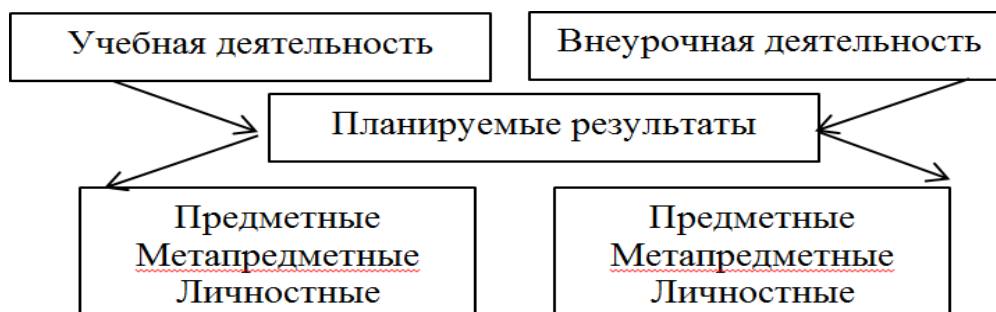 Учебная деятельность
Внеурочная деятельность
Планируемые результаты
Предметные
Метапредметные
Личностные
Предметные
Метапредметные
Личностные